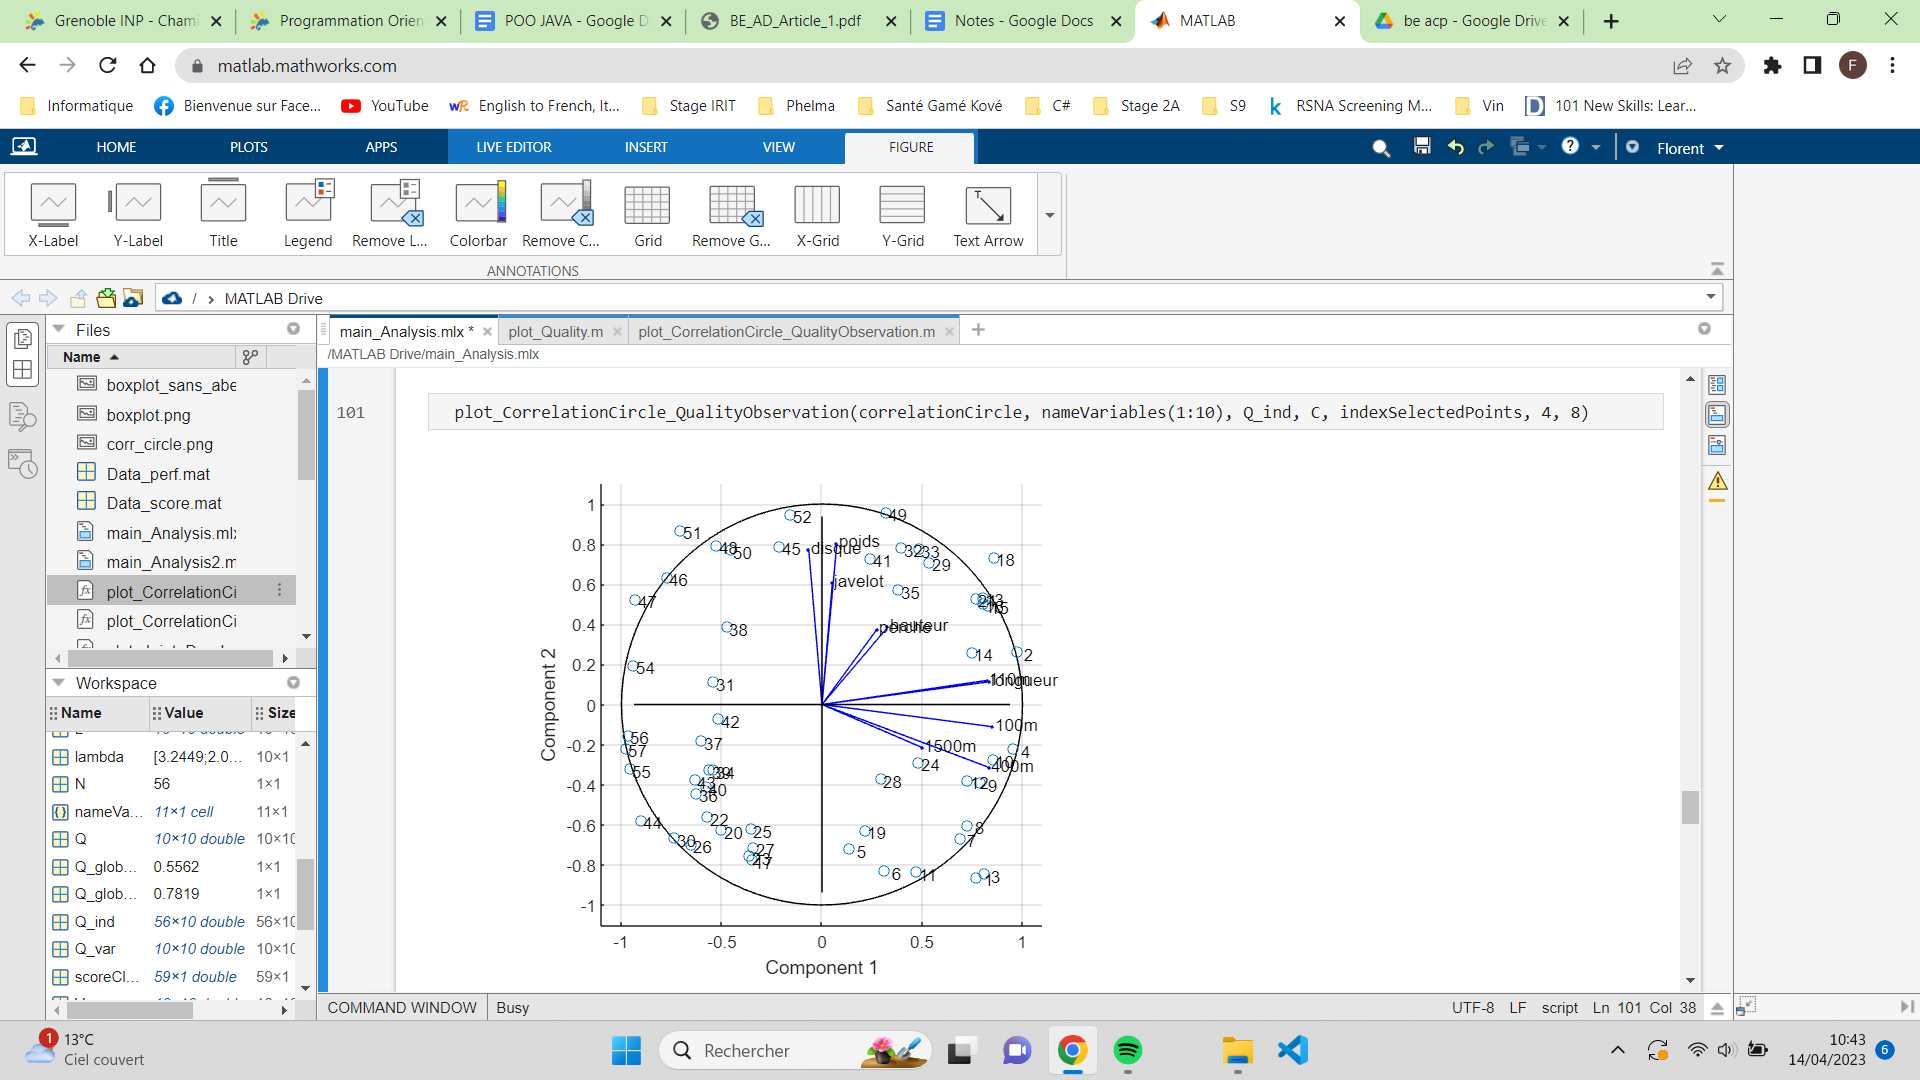 Grenoble INP - Chami
Programmation Orien
POO JAVA - Google D
BE_AD_Article_1.pdf
Notes - Google Docs
MATLAB
be acp - Google Drive
matlab.mathworks.com
F
Informatique
Bienvenue sur Face...
YouTube
English to French, It...
Stage IRIT
Phelma
Santé Gamé Kové
C#
Stage 2A
S9
RSNA Screening M...
Vin
101 New Skills: Lear...
HOME
PLOTS
APPS
LIVE EDITOR
INSERT
VIEW
FIGURE
Florent
X-Label
Y-Label
Title
Legend
Remove L...
Colorbar
Remove C...
Grid
Remove G...
X-Grid
Y-Grid
Text Arrow
ANNOTATIONS
/ › MATLAB Drive
Files
Name
boxplot_sans_abe
boxplot.png
corr_circle.png
Data_perf.mat
Data_score.mat
main_Analysis.mlx
main_Analysis2.m
plot_CorrelationCi
plot_CorrelationCi
Workspace
Name Value Size
lambda [3.2449;2.0... 10×1
N 56 1×1
nameVa... 11×1 cell 11×1
Q 10×10 double 10×10
Q_glob... 0.5562 1×1
Q_glob... 0.7819 1×1
Q_ind 56×10 double 56×10
Q_var 10×10 double 10×10
scoreCl... 59×1 double 59×1
main_Analysis.mlx *
plot_Quality.m
plot_CorrelationCircle_QualityObservation.m
/MATLAB Drive/main_Analysis.mlx
101 plot_CorrelationCircle_QualityObservation(correlationCircle, nameVariables(1:10), Q_ind, C, indexSelectedPoints, 4, 8)
1
0.8
0.6
0.4
0.2
0
-0.2
-0.4
-0.6
-0.8
-1
Component 2
52
49
51
48
50
45
disque
poids
41
32
33
29
18
46
javelot
35
47
38
perche
hauteur
14
2
54
31
110m
longueur
42
100m
56
57
37
1500m
4
55
24
10
400m
39
34
28
12
9
43
40
36
44
22
20
25
19
8
7
30
26
27
5
17
6
11
3
-1
-0.5
0
0.5
1
Component 1
COMMAND WINDOW
Busy
UTF-8
LF
script
Ln 101 Col 38
1
13°C
Ciel couvert
Rechercher
10:43
14/04/2023
6